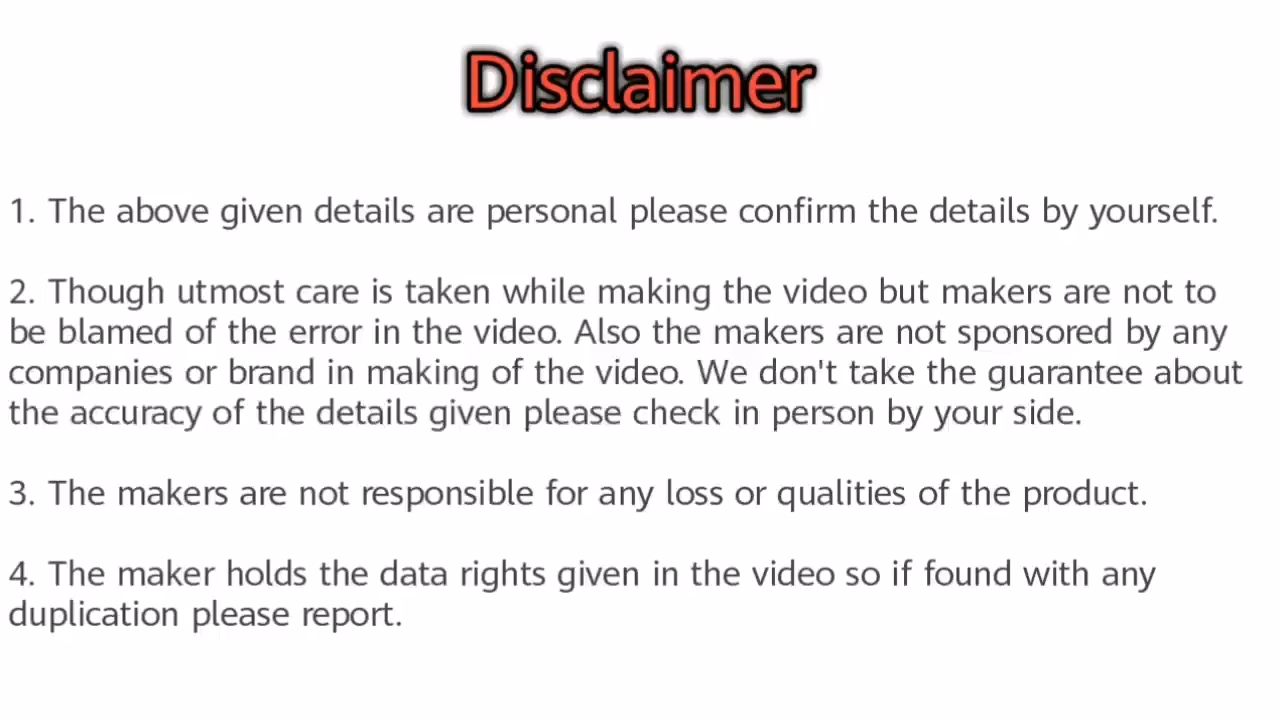 Disclaimer
1. The above given details are personal please confirm the details by yourself.
2. Though utmost care is taken while making the video but makers are not to
be blamed of the error in the video. Also the makers are not sponsored by any
companies or brand in making of the video. We don't take the guarantee about
the accuracy of the details given please check in person by your side.
3. The makers are not responsible for any loss or qualities of the product.
4. The maker holds the data rights given in the video so if found with any
duplication please report.